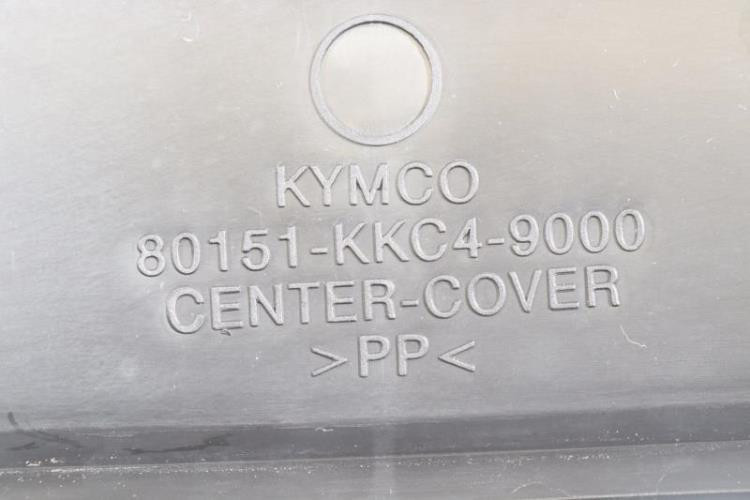 KYMCO
80151-KKC4-9000
CENTER-COVER
>PP<